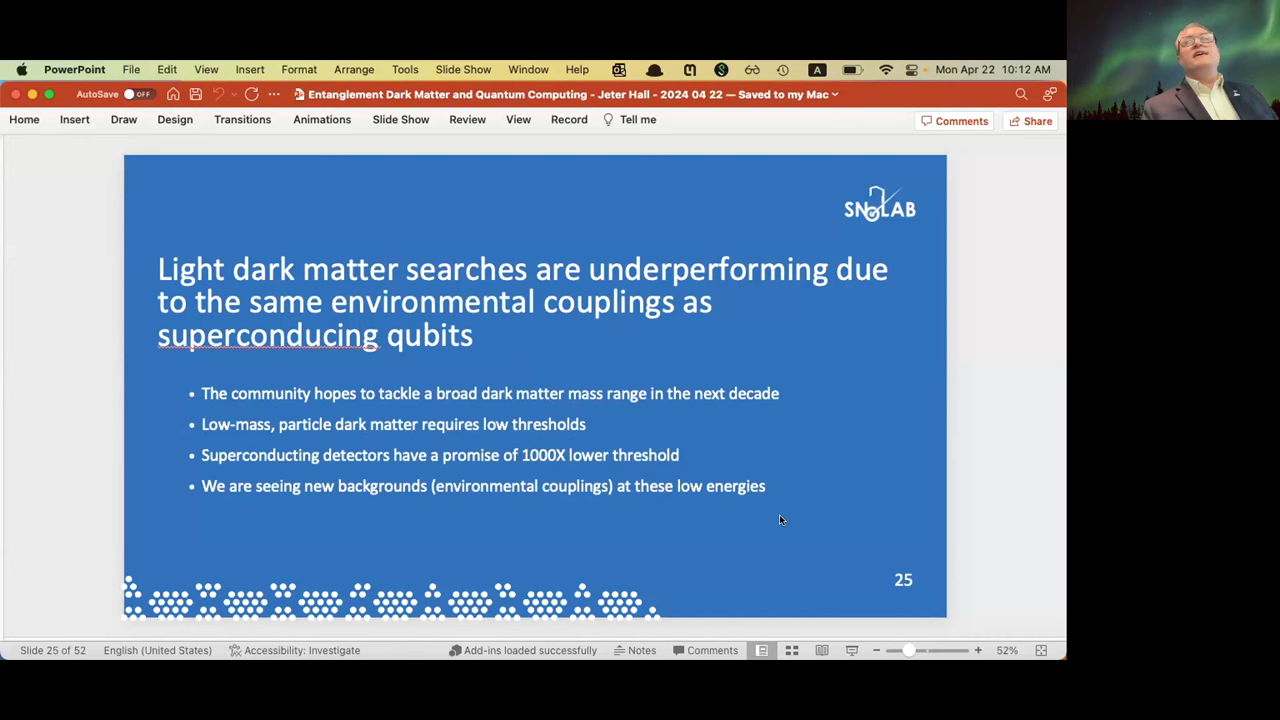 PowerPoint File Edit View Insert Format Arrange Tools Slide Show Window Help A Mon Apr 22 10:12 AM
AutoSave OFF Entanglement Dark Matter and Quantum Computing - Jeter Hall - 2024 04 22 — Saved to my Mac
Home Insert Draw Design Transitions Animations Slide Show Review View Record Tell me Comments Share
SNOLAB
Light dark matter searches are underperforming due
to the same environmental couplings as
superconducing qubits
• The community hopes to tackle a broad dark matter mass range in the next decade
• Low-mass, particle dark matter requires low thresholds
• Superconducting detectors have a promise of 1000X lower threshold
• We are seeing new backgrounds (environmental couplings) at these low energies
25
Slide 25 of 52 English (United States) Accessibility: Investigate Add-ins loaded successfully Notes Comments 52%